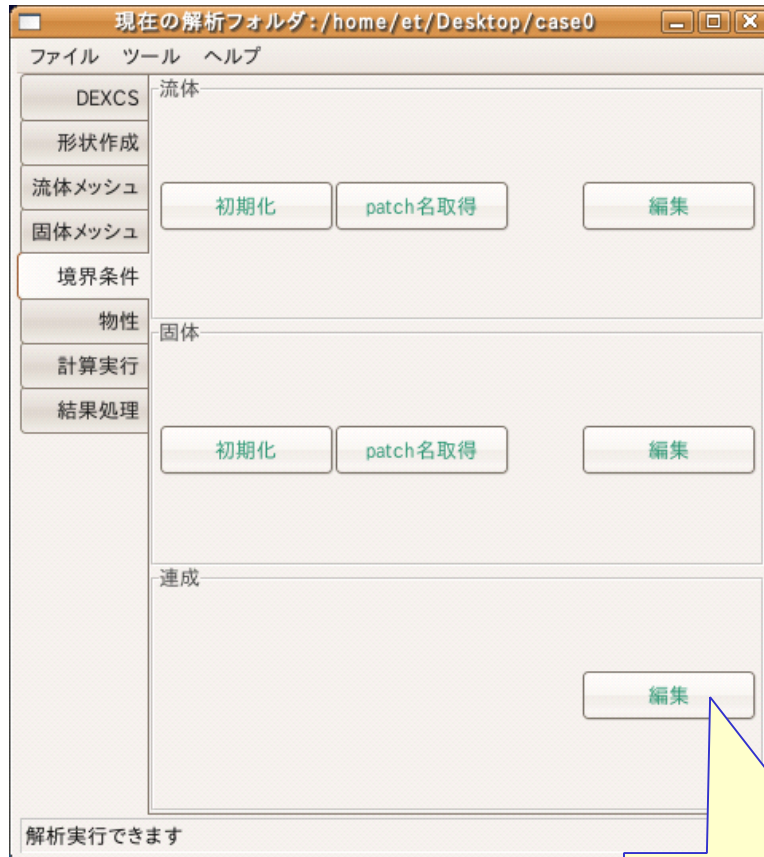 現在の解析フォルダ:/home/et/Desktop/case0
ファイル ツール ヘルプ
DEXCS
形状作成
流体メッシュ
固体メッシュ
境界条件
物性
計算実行
結果処理
流体
初期化 patch名取得 編集
固体
初期化 patch名取得 編集
連成
編集
解析実行できます